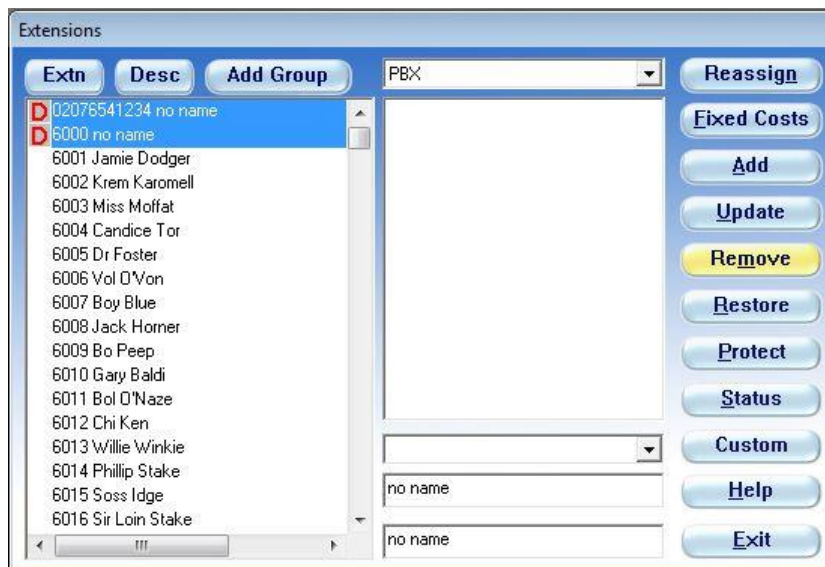 Extensions
Extn Desc Add Group
D 02076541234 no name
D 6000 no name
6001 Jamie Dodger
6002 Krem Karomell
6003 Miss Moffat
6004 Candice Tor
6005 Dr Foster
6006 Vol O'Von
6007 Boy Blue
6008 Jack Horner
6009 Bo Peep
6010 Gary Baldi
6011 Bol O'Naze
6012 Chi Ken
6013 Willie Winkie
6014 Phillip Stake
6015 Soss Idge
6016 Sir Loin Stake
PBX
no name
no name
Reassign
Fixed Costs
Add
Update
Remove
Restore
Protect
Status
Custom
Help
Exit